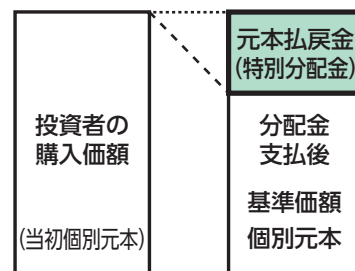 投資者の
購入価額
(当初個別元本)
元本払戻金
(特別分配金)
分配金
支払後
基準価額
個別元本